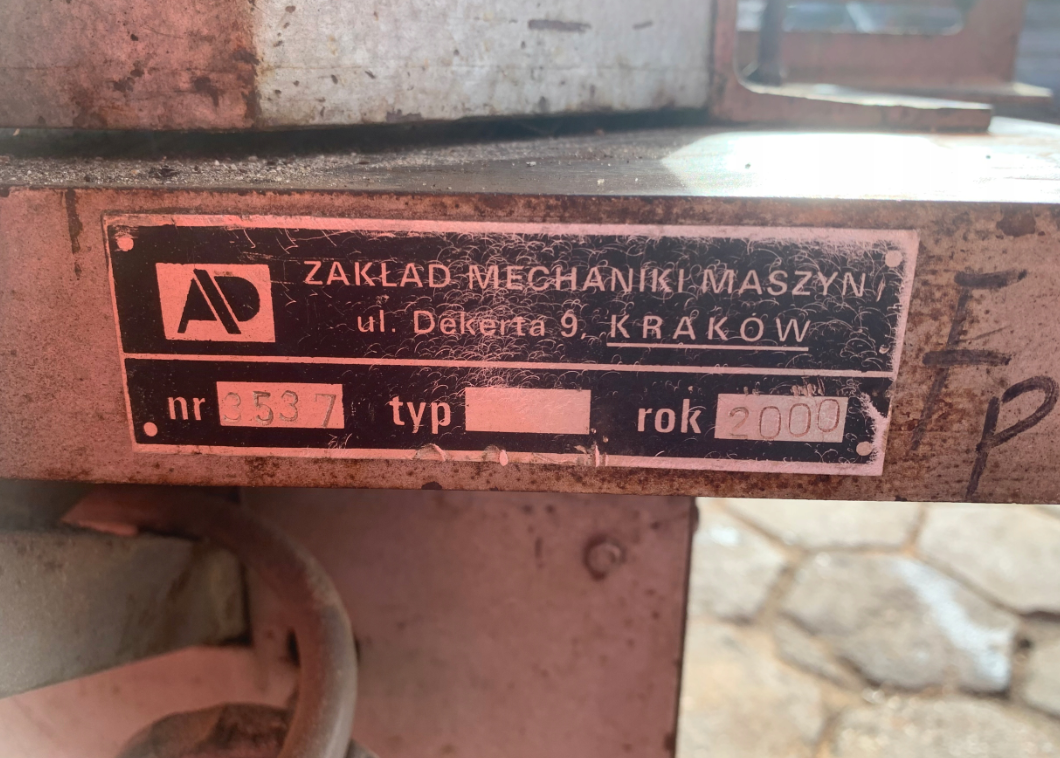 AP
ZAKŁAD MECHANIKI MASZYN
ul. Dekerta 9, KRAKÓW
nr 3537 typ rok 2000